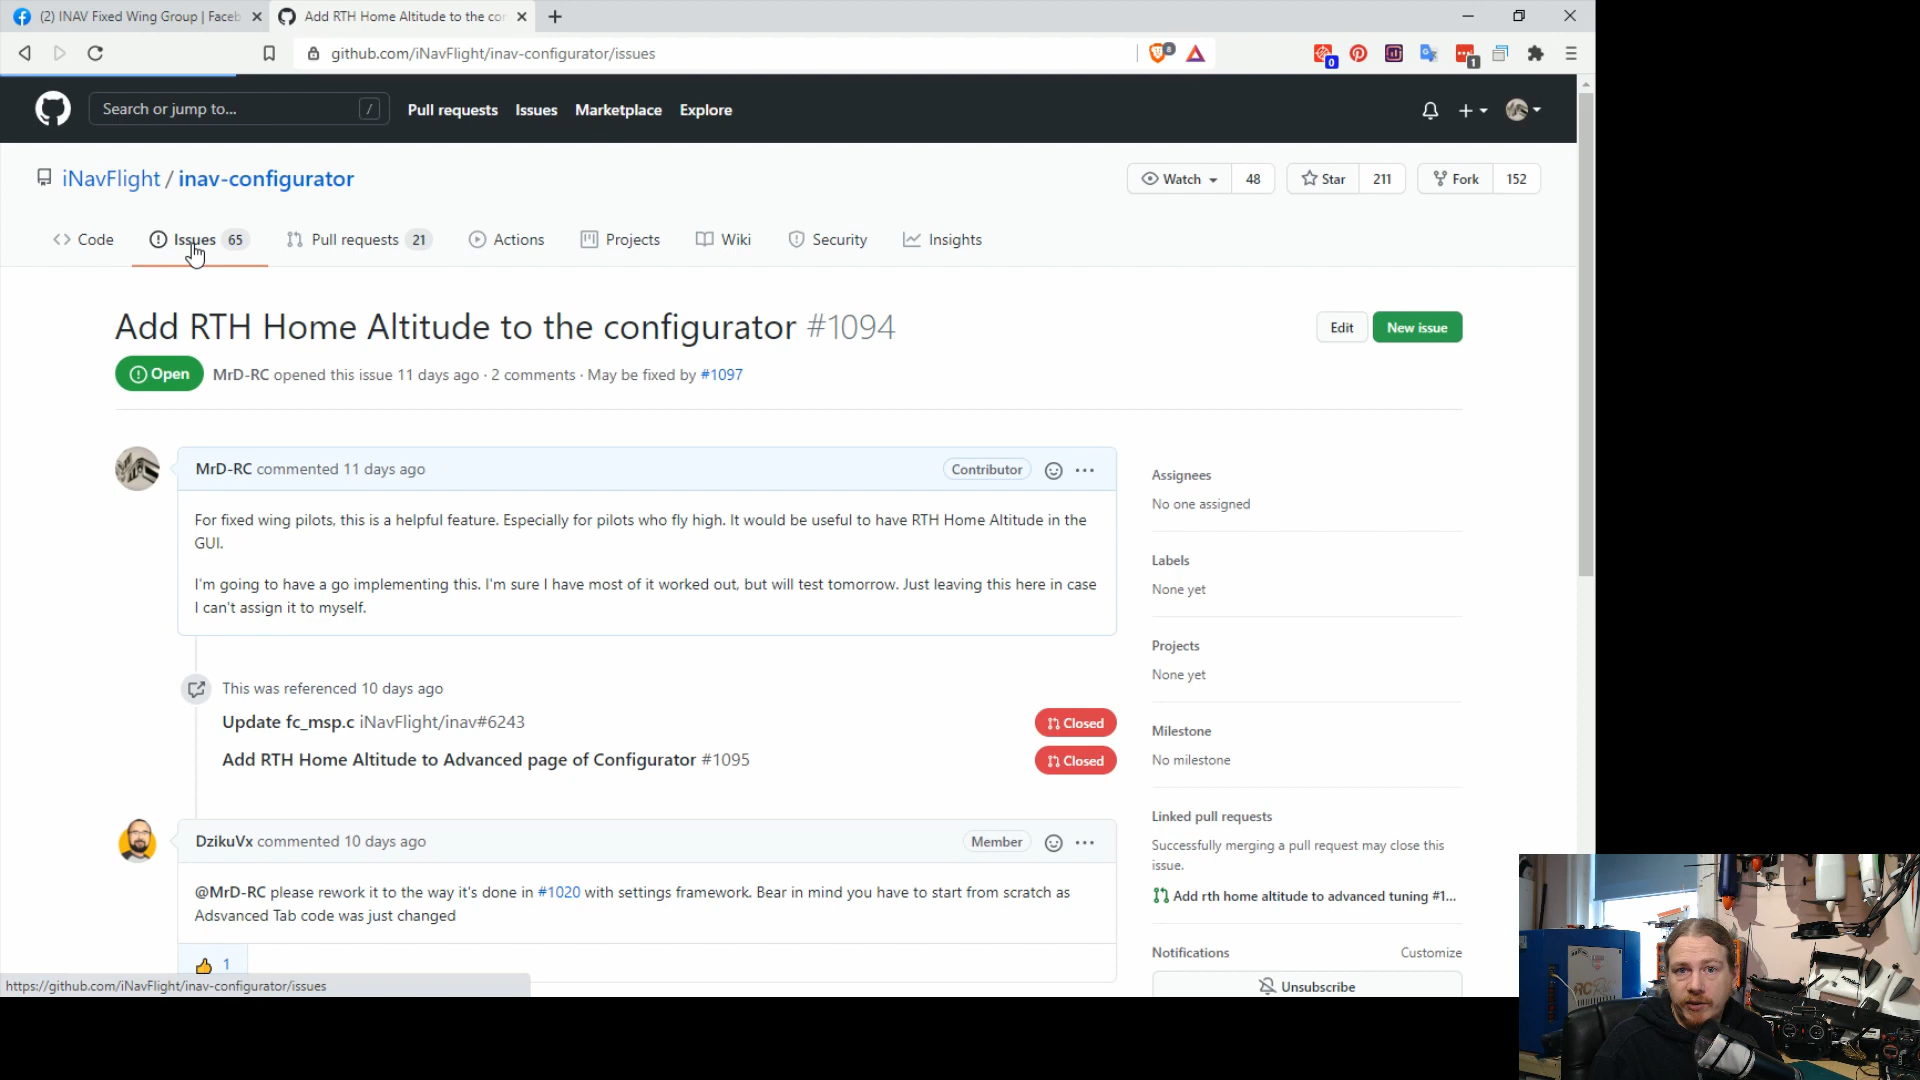 (2) INAV Fixed Wing Group | Faceb
Add RTH Home Altitude to the cor
github.com/iNavFlight/inav-configurator/issues
8
0
1
Search or jump to...
/
Pull requests
Issues
Marketplace
Explore
iNavFlight / inav-configurator
Watch 48
Star 211
Fork 152
Code
Issues 65
Pull requests 21
Actions
Projects
Wiki
Security
Insights
Add RTH Home Altitude to the configurator #1094
Edit
New issue
Open
MrD-RC opened this issue 11 days ago · 2 comments · May be fixed by #1097
MrD-RC commented 11 days ago
Contributor
For fixed wing pilots, this is a helpful feature. Especially for pilots who fly high. It would be useful to have RTH Home Altitude in the
GUI.
I'm going to have a go implementing this. I'm sure I have most of it worked out, but will test tomorrow. Just leaving this here in case
I can't assign it to myself.
This was referenced 10 days ago
Update fc_msp.c iNavFlight/inav#6243
Closed
Add RTH Home Altitude to Advanced page of Configurator #1095
Closed
DzikuVx commented 10 days ago
Member
@MrD-RC please rework it to the way it's done in #1020 with settings framework. Bear in mind you have to start from scratch as
Adsvanced Tab code was just changed
1
Assignees
No one assigned
Labels
None yet
Projects
None yet
Milestone
No milestone
Linked pull requests
Successfully merging a pull request may close this
issue.
Add rth home altitude to advanced tuning #1...
Notifications
Customize
Unsubscribe
https://github.com/iNavFlight/inav-configurator/issues